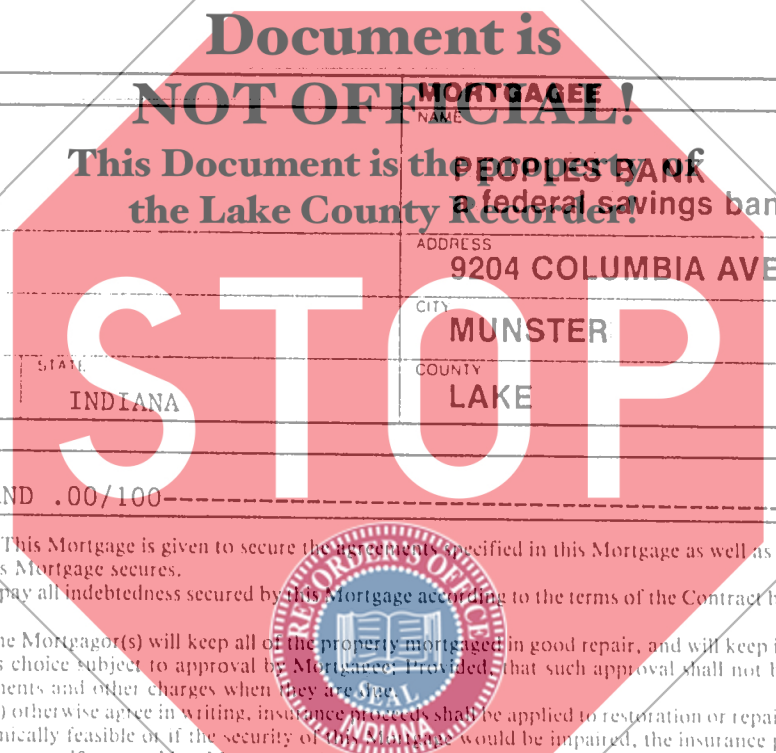 Document is
NOT OFFICIAL!
This Document is the property of
the Lake County Recorder!
MORTGAGEE
NAME
PEOPLES BANK
a federal savings ban
ADDRESS
9204 COLUMBIA AVE
CITY
MUNSTER
STATE
INDIANA
COUNTY
LAKE
STOP
ND .00/100
This Mortgage is given to secure the agreements specified in this Mortgage as well as
s Mortgage secures.
pay all indebtedness secured by this Mortgage according to the terms of the Contract b
RECORDER'S OFFICE
SEAL
ne Mortgagor(s) will keep all of the property mortgaged in good repair, and will keep i
s choice subject to approval by Mortgagee; Provided, that such approval shall not b
ments and other charges when they are due.
) otherwise agree in writing, insurance proceeds shall be applied to restoration or repai
nically feasible or if the security of this Mortgage would be impaired, the insurance